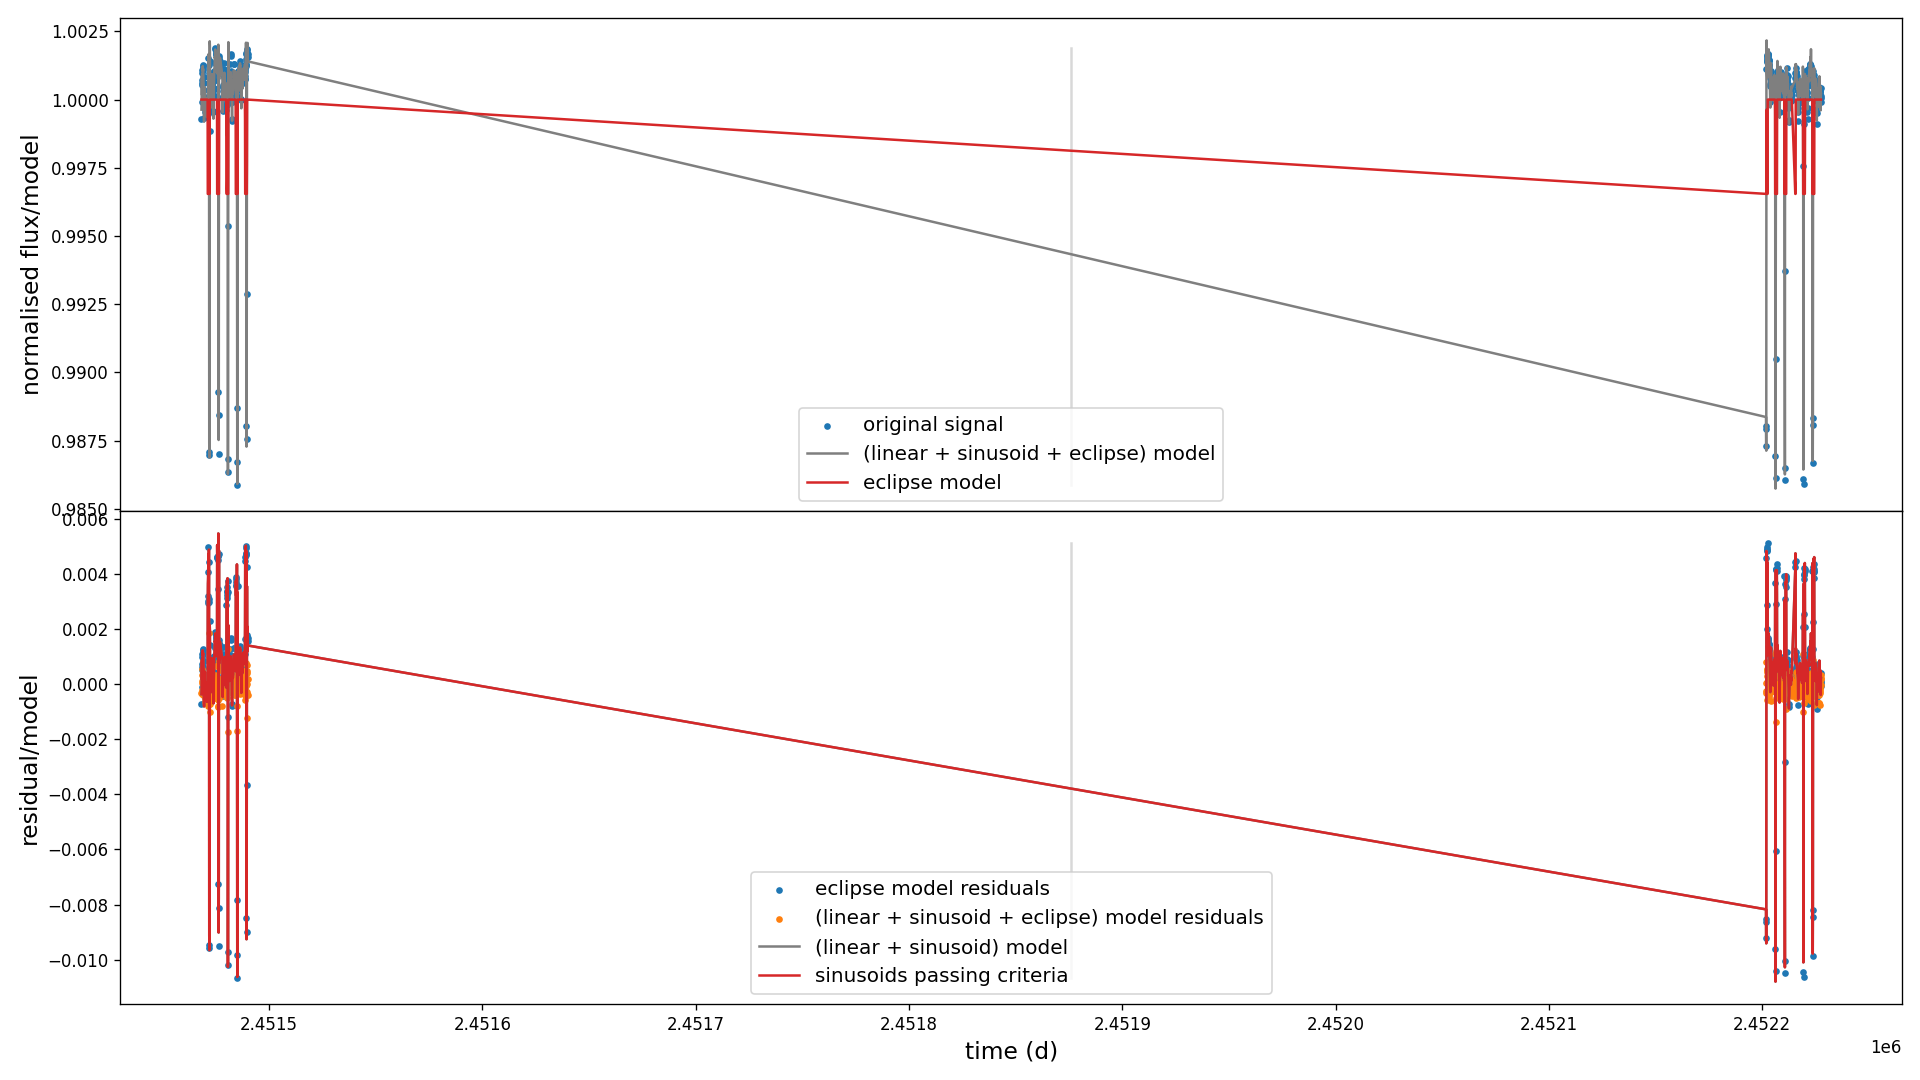 normalised flux/model
1.0025
1.0000
0.9975
0.9950
0.9925
0.9900
0.9875
0.9850
original signal
(linear + sinusoid + eclipse) model
eclipse model
residual/model
0.006
0.004
0.002
0.000
−0.002
−0.004
−0.006
−0.008
−0.010
eclipse model residuals
(linear + sinusoid + eclipse) model residuals
(linear + sinusoid) model
sinusoids passing criteria
2.4515 2.4516 2.4517 2.4518 2.4519 2.4520 2.4521 2.4522
1e6
time (d)